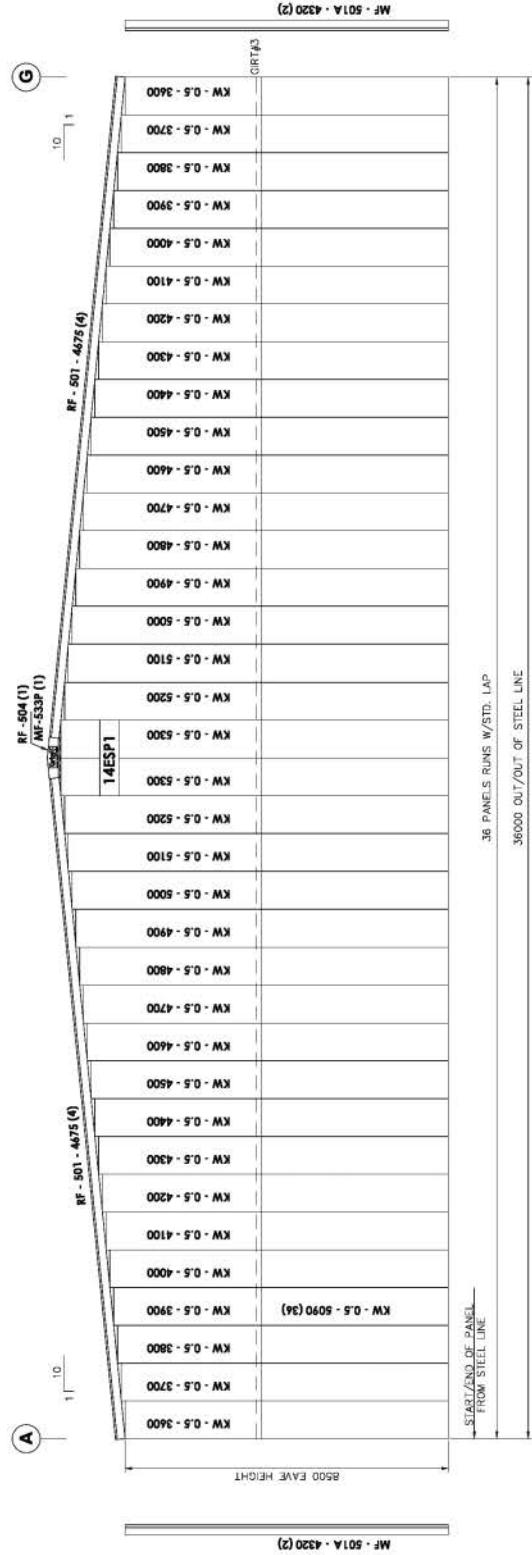 A
G
RF -504 (1)
MF-533P (1)
1
10
10
1
RF - 501 - 4675 (4)
RF - 501 - 4675 (4)
14ESP1
MF - 501A - 4320 (2)
8500 EAVE HEIGHT
KW - 0.5 - 3600
KW - 0.5 - 3700
KW - 0.5 - 3800
KW - 0.5 - 3900
KW - 0.5 - 4000
KW - 0.5 - 4100
KW - 0.5 - 4200
KW - 0.5 - 4300
KW - 0.5 - 4400
KW - 0.5 - 4500
KW - 0.5 - 4600
KW - 0.5 - 4700
KW - 0.5 - 4800
KW - 0.5 - 4900
KW - 0.5 - 5000
KW - 0.5 - 5100
KW - 0.5 - 5200
KW - 0.5 - 5300
KW - 0.5 - 5300
KW - 0.5 - 5200
KW - 0.5 - 5100
KW - 0.5 - 5000
KW - 0.5 - 4900
KW - 0.5 - 4800
KW - 0.5 - 4700
KW - 0.5 - 4600
KW - 0.5 - 4500
KW - 0.5 - 4400
KW - 0.5 - 4300
KW - 0.5 - 4200
KW - 0.5 - 4100
KW - 0.5 - 4000
KW - 0.5 - 3900
KW - 0.5 - 3800
KW - 0.5 - 3700
KW - 0.5 - 3600
GIRT#3
MF - 501A - 4320 (2)
KW - 0.5 - 5090 (36)
START/END OF PANEL
FROM STEEL LINE
36 PANELS RUNS W/STD. LAP
36000 OUT/OUT OF STEEL LINE